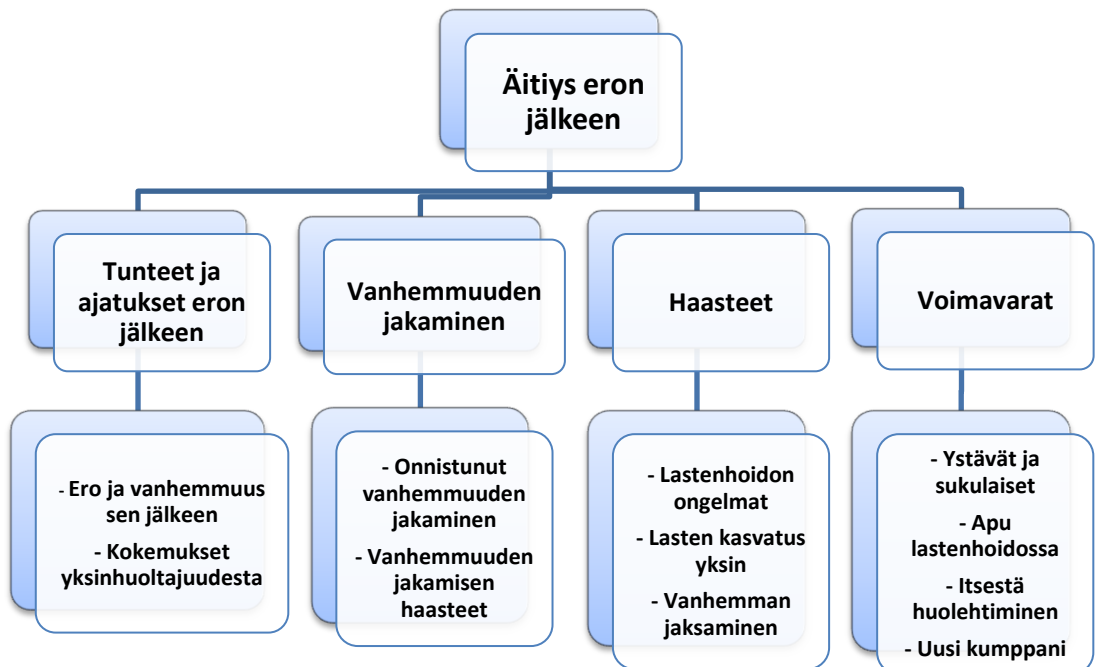 Äitiys eron
jälkeen
Tunteet ja
ajatukset eron
jälkeen
Vanhemmuuden
jakaminen
Haasteet
Voimavarat
- Ero ja vanhemmuus
sen jälkeen
- Kokemukset
yksinhuoltajuudesta
- Onnistunut
vanhemmuuden
jakaminen
- Vanhemmuuden
jakamisen
haasteet
- Lastenhoidon
ongelmat
- Lasten kasvatus
yksin
- Vanhemman
jaksaminen
- Ystävät ja
sukulaiset
- Apu
lastenhoidossa
- Itsestä
huolehtiminen
- Uusi kumppani